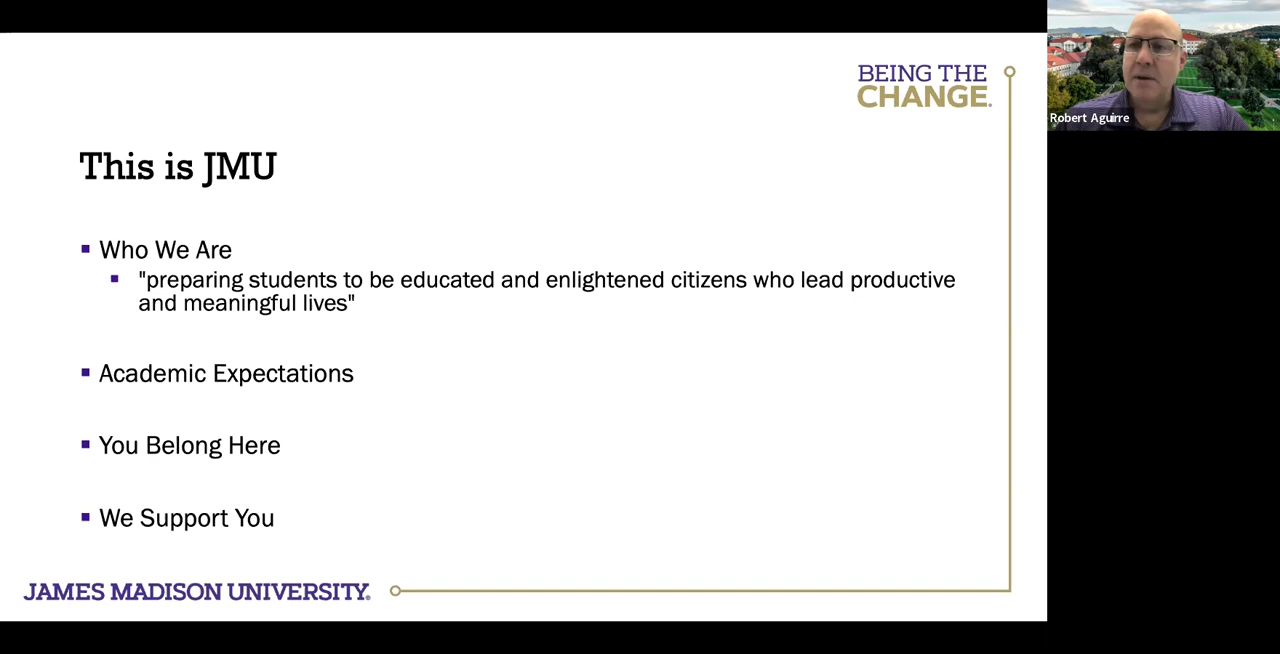 BEING THE
CHANGE.
Robert Aguirre
This is JMU
Who We Are
"preparing students to be educated and enlightened citizens who lead productive
and meaningful lives"
Academic Expectations
You Belong Here
We Support You
JAMES MADISON UNIVERSITY®